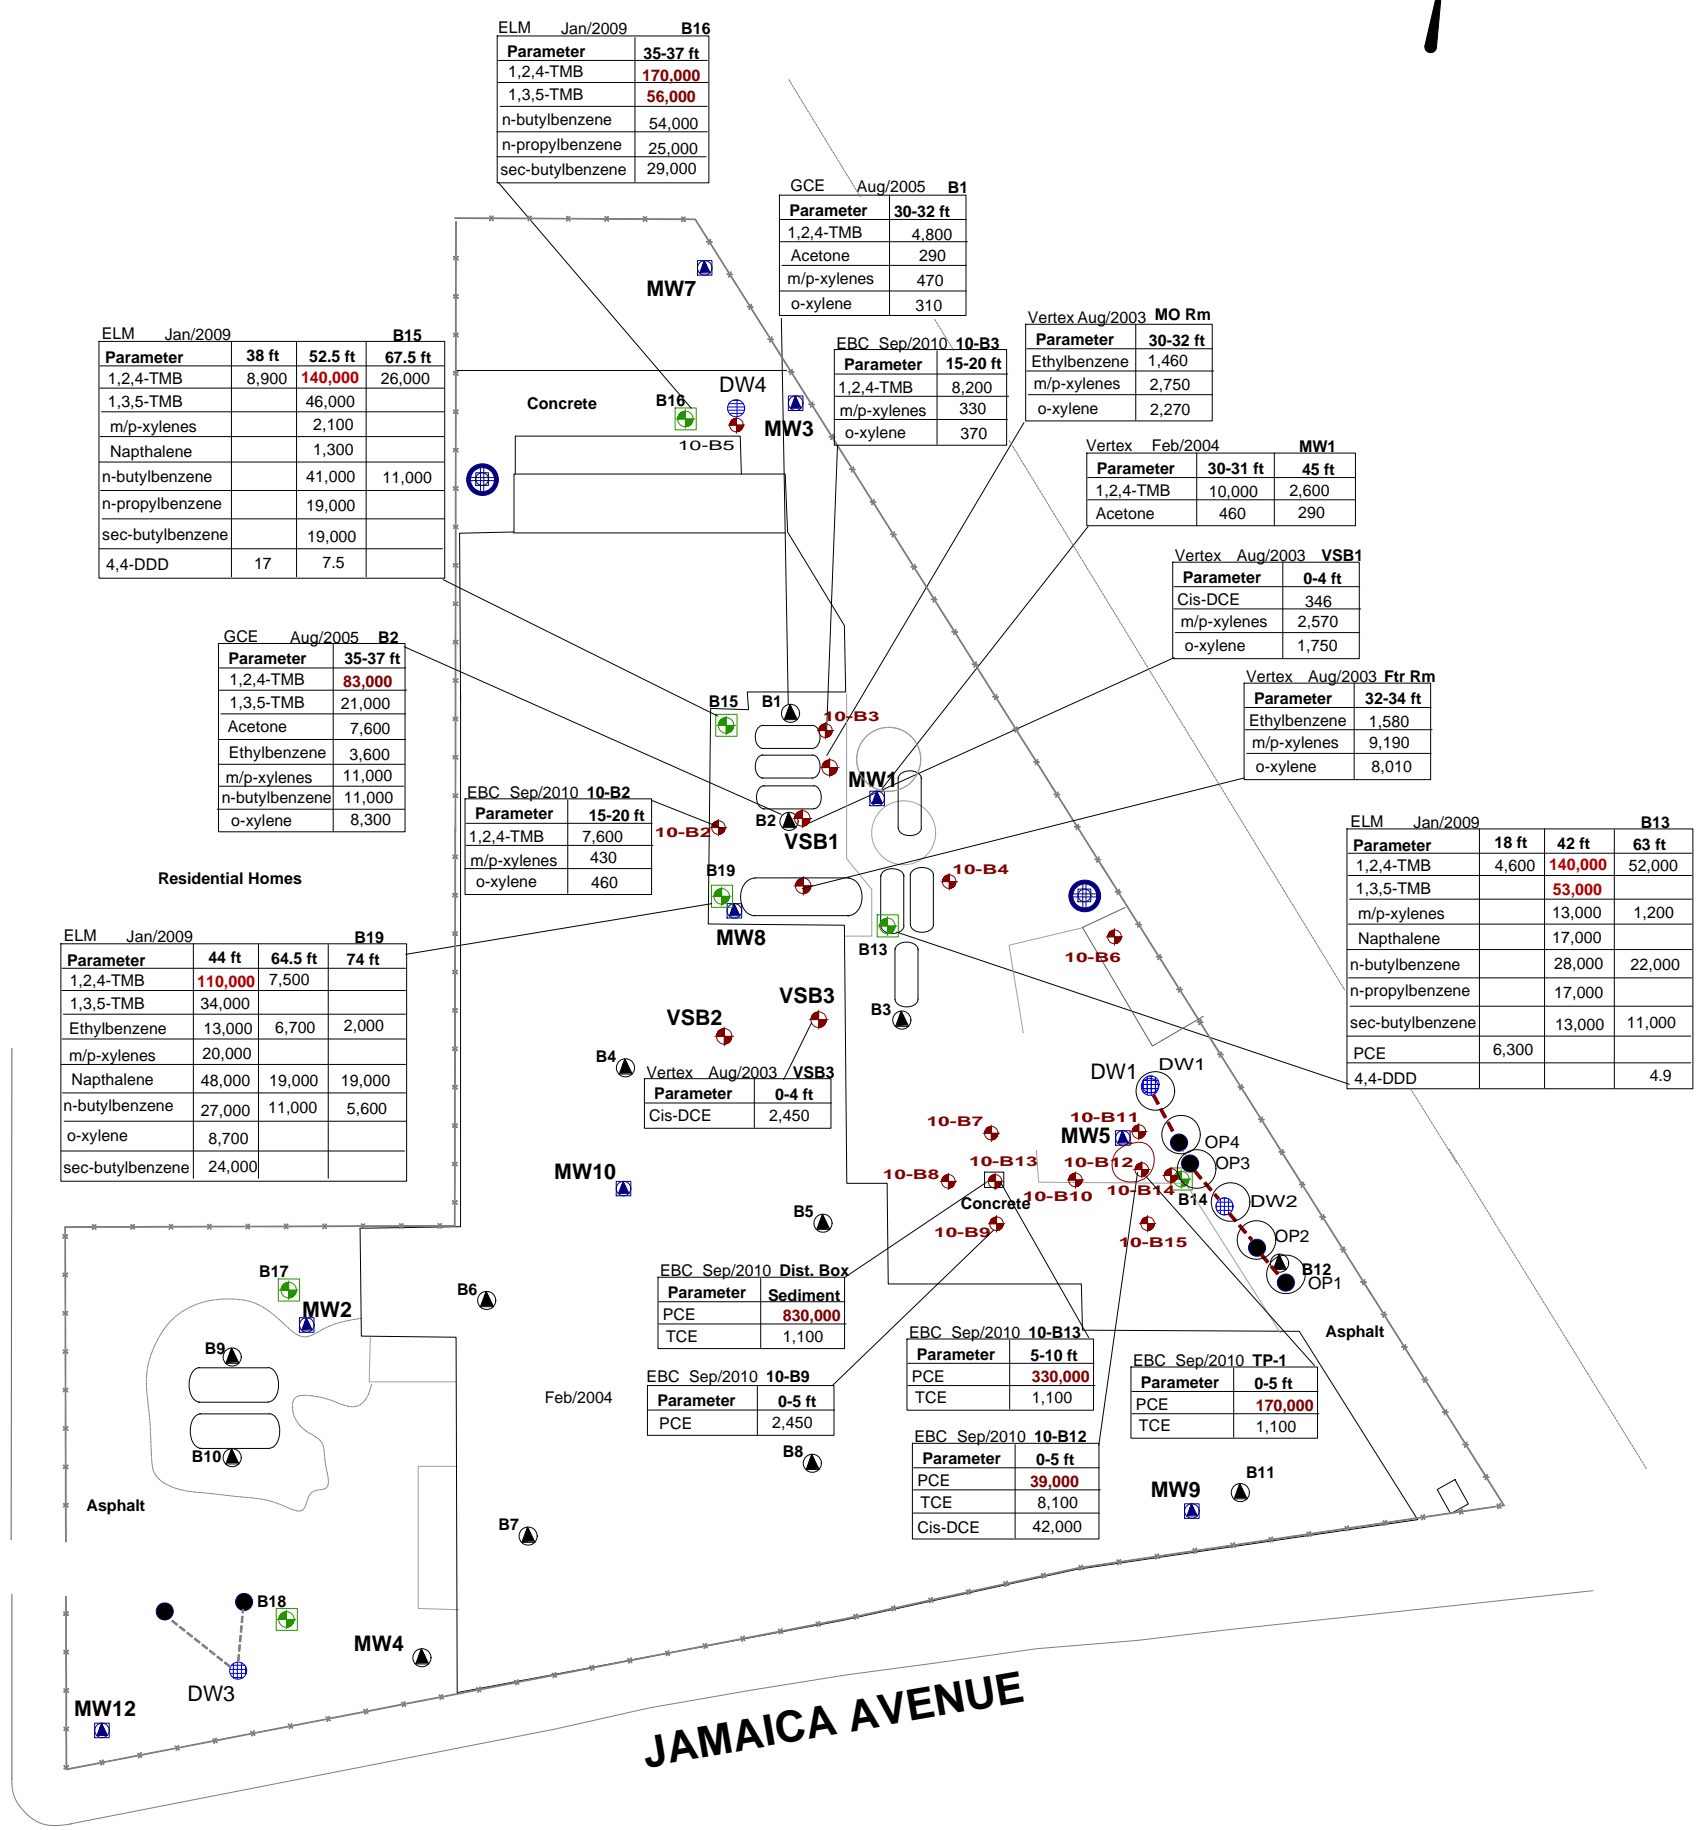 ELM Jan/2009 B16
Parameter 35-37 ft
1,2,4-TMB 170,000
1,3,5-TMB 56,000
n-butylbenzene 54,000
n-propylbenzene 25,000
sec-butylbenzene 29,000
GCE Aug/2005 B1
Parameter 30-32 ft
1,2,4-TMB 4,800
Acetone 290
m/p-xylenes 470
o-xylene 310
MW7
Vertex Aug/2003 MO Rm
Parameter 30-32 ft
Ethylbenzene 1,460
m/p-xylenes 2,750
o-xylene 2,270
ELM Jan/2009 B15
Parameter 38 ft 52.5 ft 67.5 ft
1,2,4-TMB 8,900 140,000 26,000
1,3,5-TMB 46,000
m/p-xylenes 2,100
Napthalene 1,300
n-butylbenzene 41,000 11,000
n-propylbenzene 19,000
sec-butylbenzene 19,000
4,4-DDD 17 7.5
EBC Sep/2010 10-B3
Parameter 15-20 ft
1,2,4-TMB 8,200
m/p-xylenes 330
o-xylene 370
Concrete
B16
DW4
MW3
10-B5
Vertex Feb/2004 MW1
Parameter 30-31 ft 45 ft
1,2,4-TMB 10,000 2,600
Acetone 460 290
Vertex Aug/2003 VSB1
Parameter 0-4 ft
Cis-DCE 346
m/p-xylenes 2,570
o-xylene 1,750
GCE Aug/2005 B2
Parameter 35-37 ft
1,2,4-TMB 83,000
1,3,5-TMB 21,000
Acetone 7,600
Ethylbenzene 3,600
m/p-xylenes 11,000
n-butylbenzene 11,000
o-xylene 8,300
Vertex Aug/2003 Ftr Rm
Parameter 32-34 ft
Ethylbenzene 1,580
m/p-xylenes 9,190
o-xylene 8,010
B15
B1
10-B3
MW1
EBC Sep/2010 10-B2
Parameter 15-20 ft
1,2,4-TMB 7,600
m/p-xylenes 430
o-xylene 460
10-B2
B2
VSB1
Residential Homes
B19
MW8
10-B4
B13
10-B6
ELM Jan/2009 B13
Parameter 18 ft 42 ft 63 ft
1,2,4-TMB 4,600 140,000 52,000
1,3,5-TMB 53,000
m/p-xylenes 13,000 1,200
Napthalene 17,000
n-butylbenzene 28,000 22,000
n-propylbenzene 17,000
sec-butylbenzene 13,000 11,000
PCE 6,300
4,4-DDD 4.9
ELM Jan/2009 B19
Parameter 44 ft 64.5 ft 74 ft
1,2,4-TMB 110,000 7,500
1,3,5-TMB 34,000
Ethylbenzene 13,000 6,700 2,000
m/p-xylenes 20,000
Napthalene 48,000 19,000 19,000
n-butylbenzene 27,000 11,000 5,600
o-xylene 8,700
sec-butylbenzene 24,000
VSB3
VSB2
B3
B4
Vertex Aug/2003 VSB3
Parameter 0-4 ft
Cis-DCE 2,450
DW1 DW1
10-B7
10-B11
MW5
OP4
10-B8
10-B13
10-B12
OP3
MW10
10-B10
10-B14
B14
DW2
Concrete
B5
10-B9
10-B15
OP2
B12
OP1
EBC Sep/2010 Dist. Box
Parameter Sediment
PCE 830,000
TCE 1,100
B17
MW2
B6
Asphalt
EBC Sep/2010 10-B13
Parameter 5-10 ft
PCE 330,000
TCE 1,100
B9
EBC Sep/2010 TP-1
Parameter 0-5 ft
PCE 170,000
TCE 1,100
Feb/2004
EBC Sep/2010 10-B9
Parameter 0-5 ft
PCE 2,450
B10
B8
EBC Sep/2010 10-B12
Parameter 0-5 ft
PCE 39,000
TCE 8,100
Cis-DCE 42,000
Asphalt
B7
MW9
B11
B18
MW4
DW3
MW12
JAMAICA AVENUE